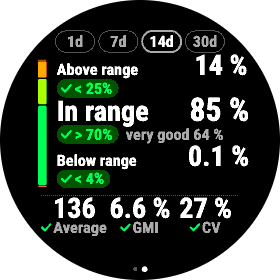 1d 7d 14d 30d
Above range 14 %
✓ < 25%
In range 85 %
✓ > 70% very good 64 %
Below range 0.1 %
✓ < 4%
136 6.6 % 27 %
✓Average ✓GMI ✓CV